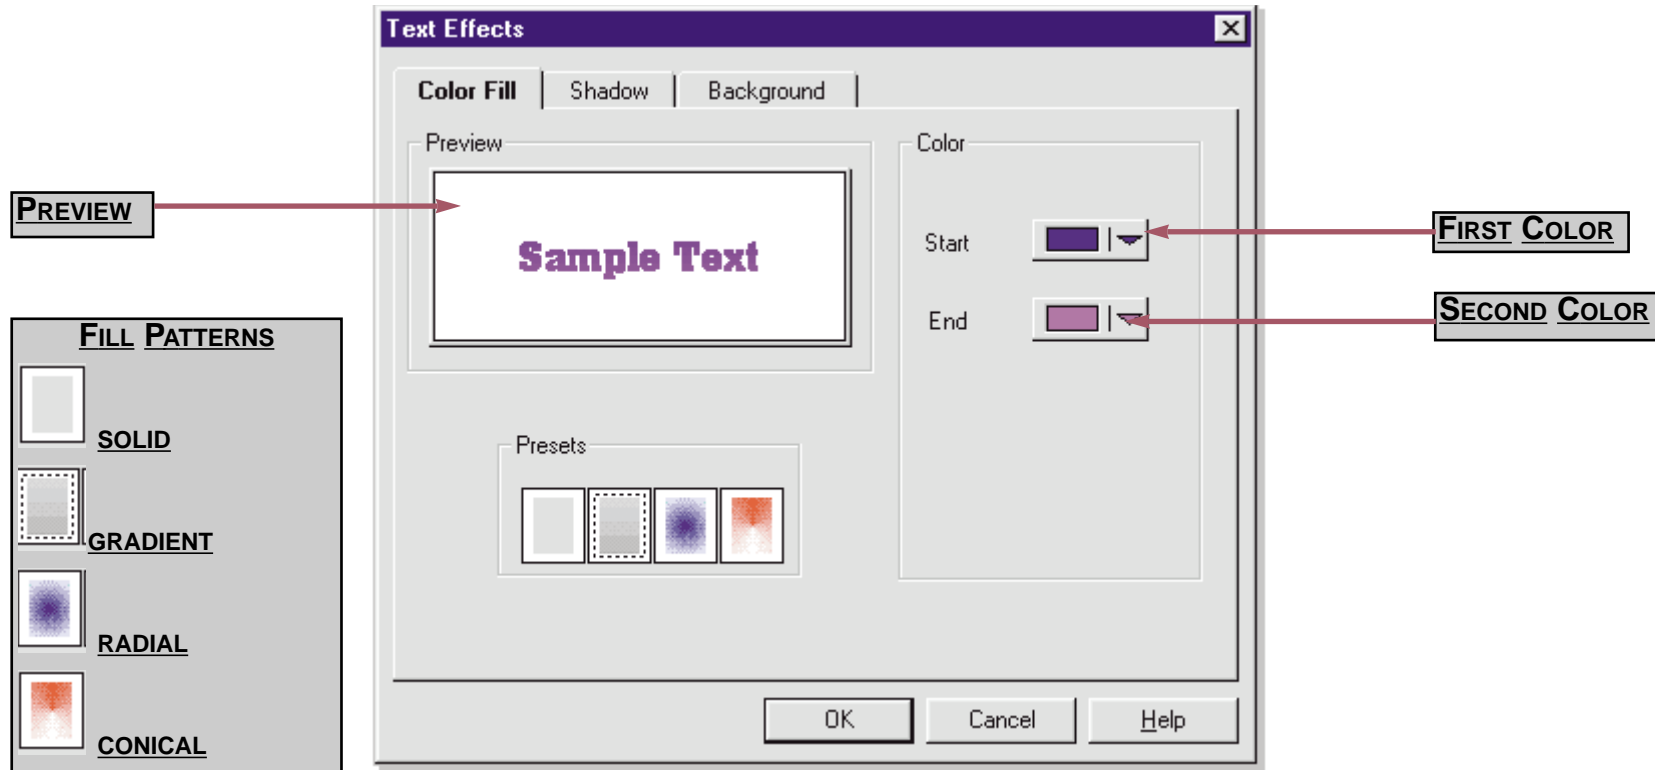 Text Effects
Color Fill
Shadow
Background
Preview
Color
PREVIEW
Sample Text
Start
FIRST COLOR
End
SECOND COLOR
FILL PATTERNS
SOLID
GRADIENT
RADIAL
CONICAL
Presets
OK
Cancel
Help